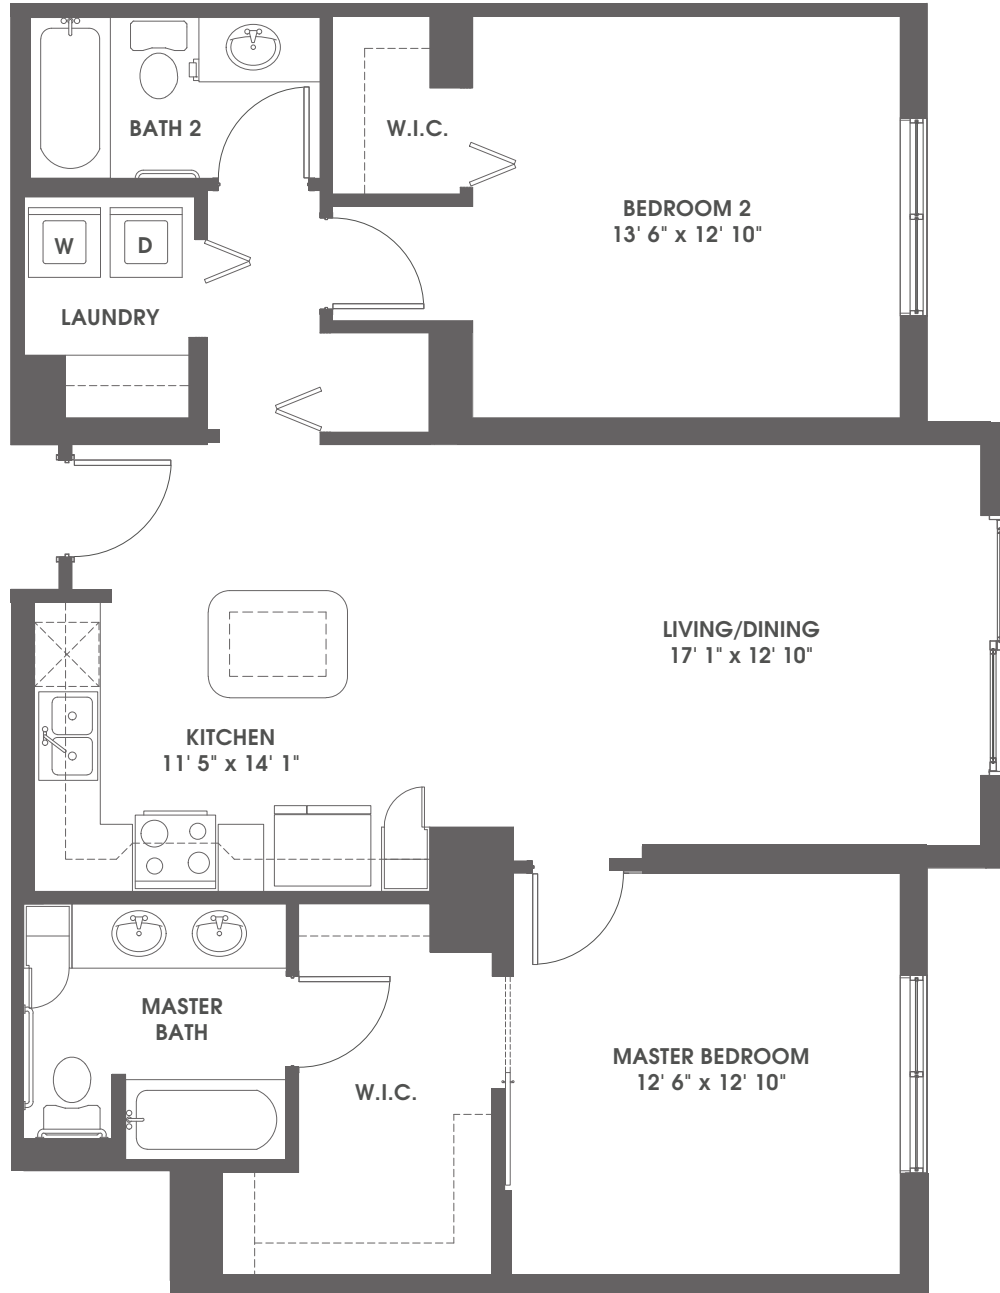 BATH 2
W.I.C.
BEDROOM 2
13' 6" x 12' 10"
W
D
LAUNDRY
LIVING/DINING
17' 1" x 12' 10"
KITCHEN
11' 5" x 14' 1"
MASTER
BATH
W.I.C.
MASTER BEDROOM
12' 6" x 12' 10"